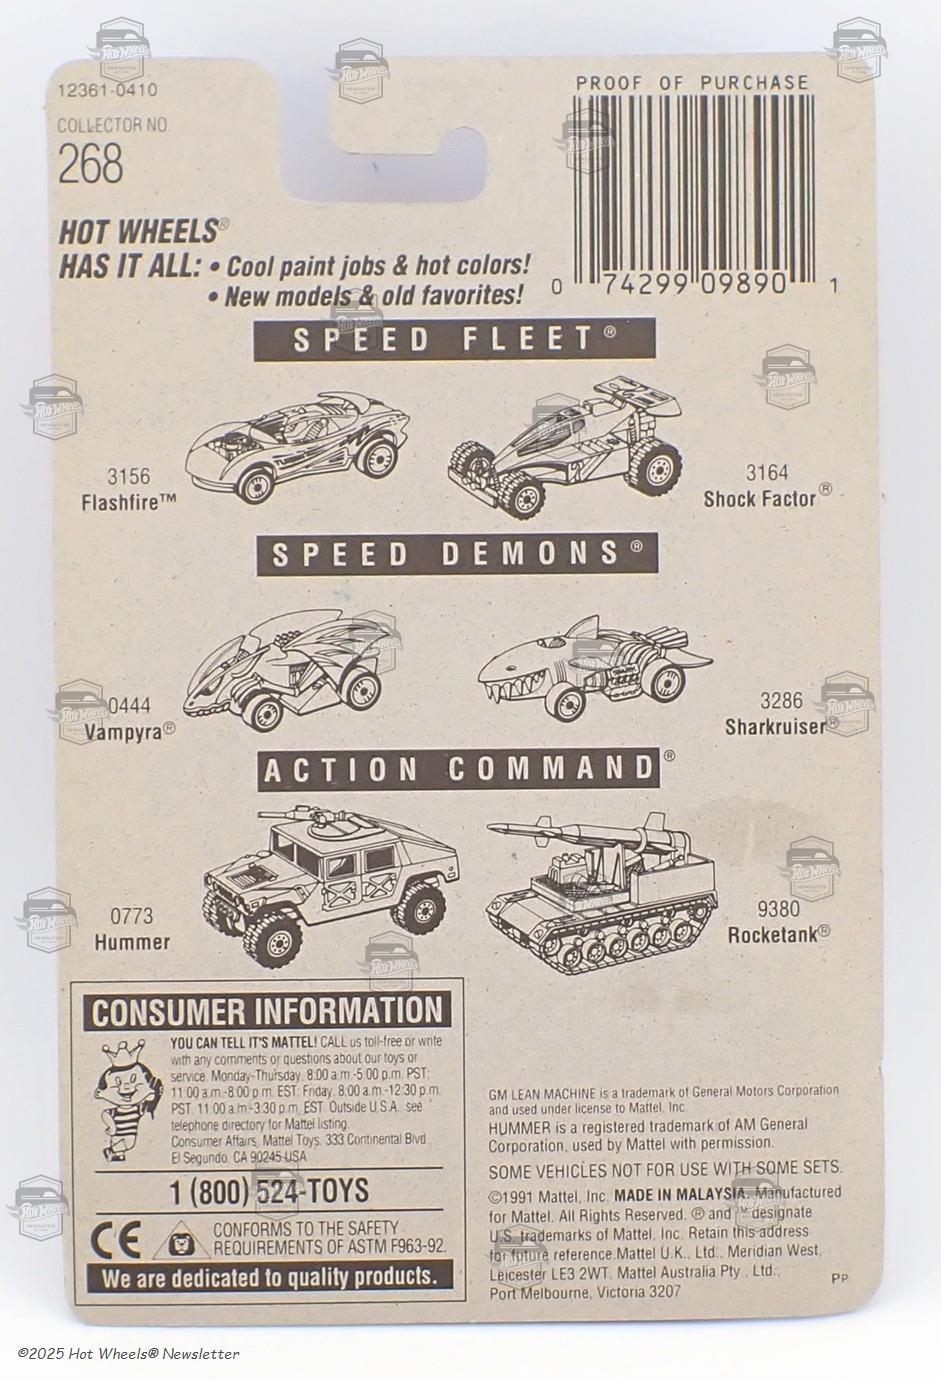 12361-0410
COLLECTOR NO.
268
PROOF OF PURCHASE
0 74299 09890 1
HOT WHEELS®
HAS IT ALL: • Cool paint jobs & hot colors!
• New models & old favorites!
SPEED FLEET®
3156
Flashfire™
3164
Shock Factor®
SPEED DEMONS®
0444
Vampyra®
3286
Sharkruiser®
ACTION COMMAND®
0773
Hummer
9380
Rocketank®
CONSUMER INFORMATION
YOU CAN TELL IT'S MATTEL! CALL us toll-free or write
with any comments or questions about our toys or
service. Monday-Thursday, 8:00 a.m.-5:00 p.m. PST:
11:00 a.m.-8:00 p.m. EST: Friday, 8:00 a.m.-12:30 p.m.
PST, 11:00 a.m.-3:30 p.m. EST. Outside U.S.A., see
telephone directory for Mattel listing.
Consumer Affairs, Mattel Toys, 333 Continental Blvd.,
El Segundo, CA 90245 USA
1 (800) 524-TOYS
CE
CONFORMS TO THE SAFETY
REQUIREMENTS OF ASTM F963-92.
We are dedicated to quality products.
GM LEAN MACHINE is a trademark of General Motors Corporation
and used under license to Mattel, Inc.
HUMMER is a registered trademark of AM General
Corporation, used by Mattel with permission.
SOME VEHICLES NOT FOR USE WITH SOME SETS.
©1991 Mattel, Inc. MADE IN MALAYSIA. Manufactured
for Mattel. All Rights Reserved. ® and ™ designate
U.S. trademarks of Mattel, Inc. Retain this address
for future reference.Mattel U.K., Ltd., Meridian West,
Leicester LE3 2WT. Mattel Australia Pty., Ltd.,
Port Melbourne, Victoria 3207
PP
©2025 Hot Wheels® Newsletter